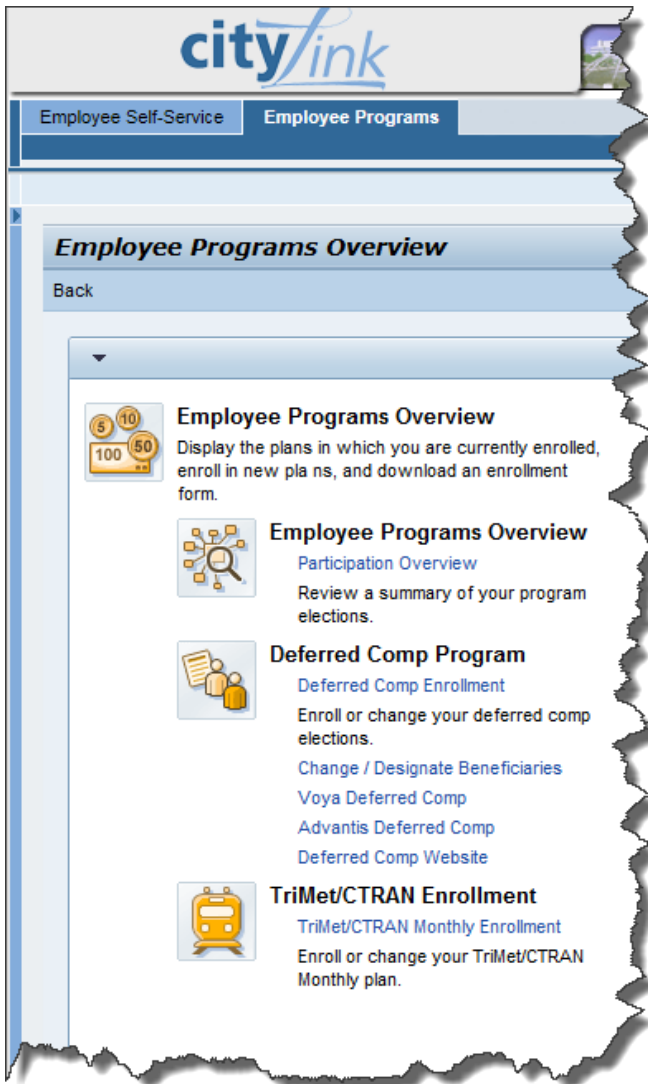 citylink
Employee Self-Service Employee Programs
Employee Programs Overview
Back
Employee Programs Overview
5 10
100 50
Display the plans in which you are currently enrolled,
enroll in new pla ns, and download an enrollment
form.
Employee Programs Overview
Participation Overview
Review a summary of your program
elections.
Deferred Comp Program
Deferred Comp Enrollment
Enroll or change your deferred comp
elections.
Change / Designate Beneficiaries
Voya Deferred Comp
Advantis Deferred Comp
Deferred Comp Website
TriMet/CTRAN Enrollment
TriMet/CTRAN Monthly Enrollment
Enroll or change your TriMet/CTRAN
Monthly plan.